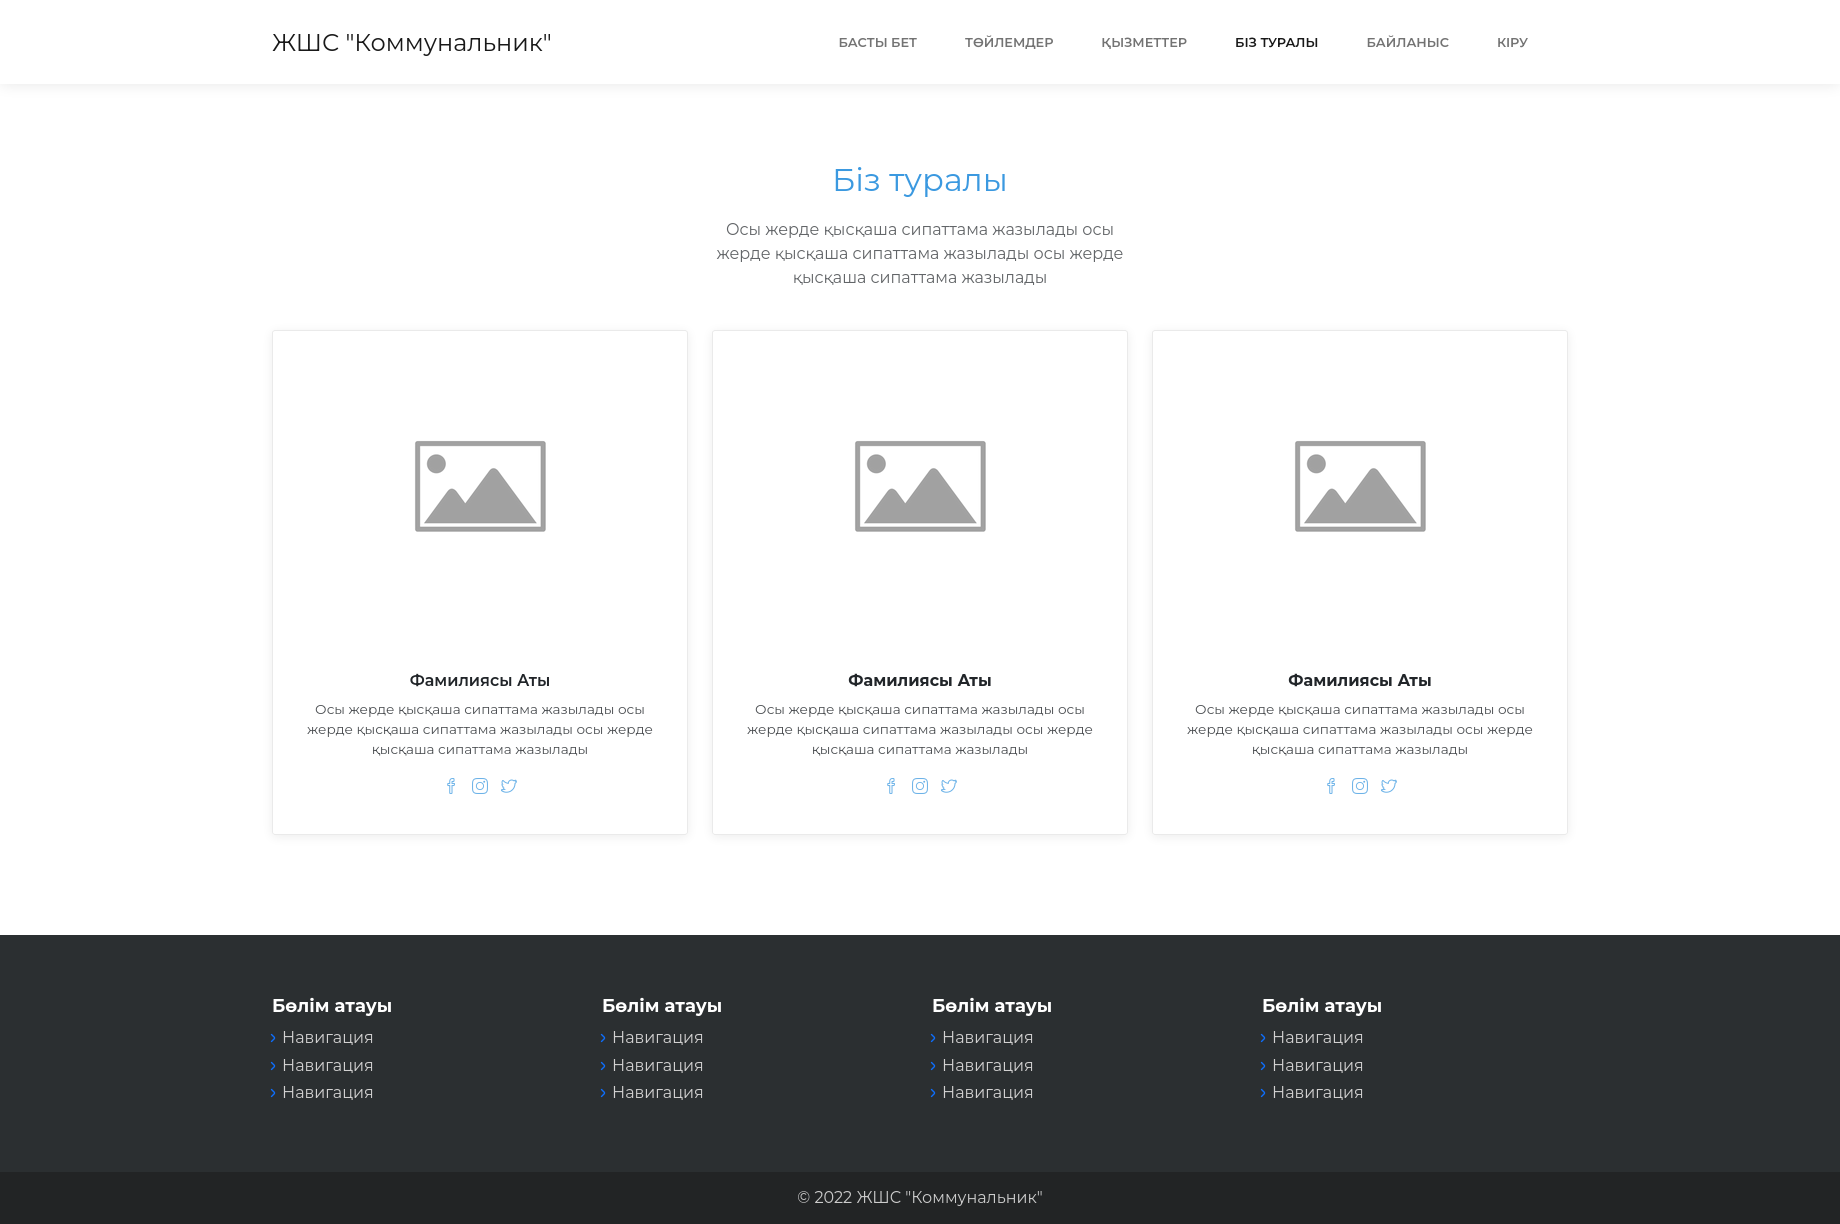 ЖШС "Коммунальник"
БАСТЫ БЕТ
ТӨЙЛЕМДЕР
ҚЫЗМЕТТЕР
БІЗ ТУРАЛЫ
БАЙЛАНЫС
КІРУ
Біз туралы
Осы жерде қысқаша сипаттама жазылады осы
жерде қысқаша сипаттама жазылады осы жерде
қысқаша сипаттама жазылады
Фамилиясы Аты
Осы жерде қысқаша сипаттама жазылады осы
жерде қысқаша сипаттама жазылады осы жерде
қысқаша сипаттама жазылады
Фамилиясы Аты
Осы жерде қысқаша сипаттама жазылады осы
жерде қысқаша сипаттама жазылады осы жерде
қысқаша сипаттама жазылады
Фамилиясы Аты
Осы жерде қысқаша сипаттама жазылады осы
жерде қысқаша сипаттама жазылады осы жерде
қысқаша сипаттама жазылады
Бөлім атауы
Навигация
Навигация
Навигация
Бөлім атауы
Навигация
Навигация
Навигация
Бөлім атауы
Навигация
Навигация
Навигация
Бөлім атауы
Навигация
Навигация
Навигация
© 2022 ЖШС "Коммунальник"